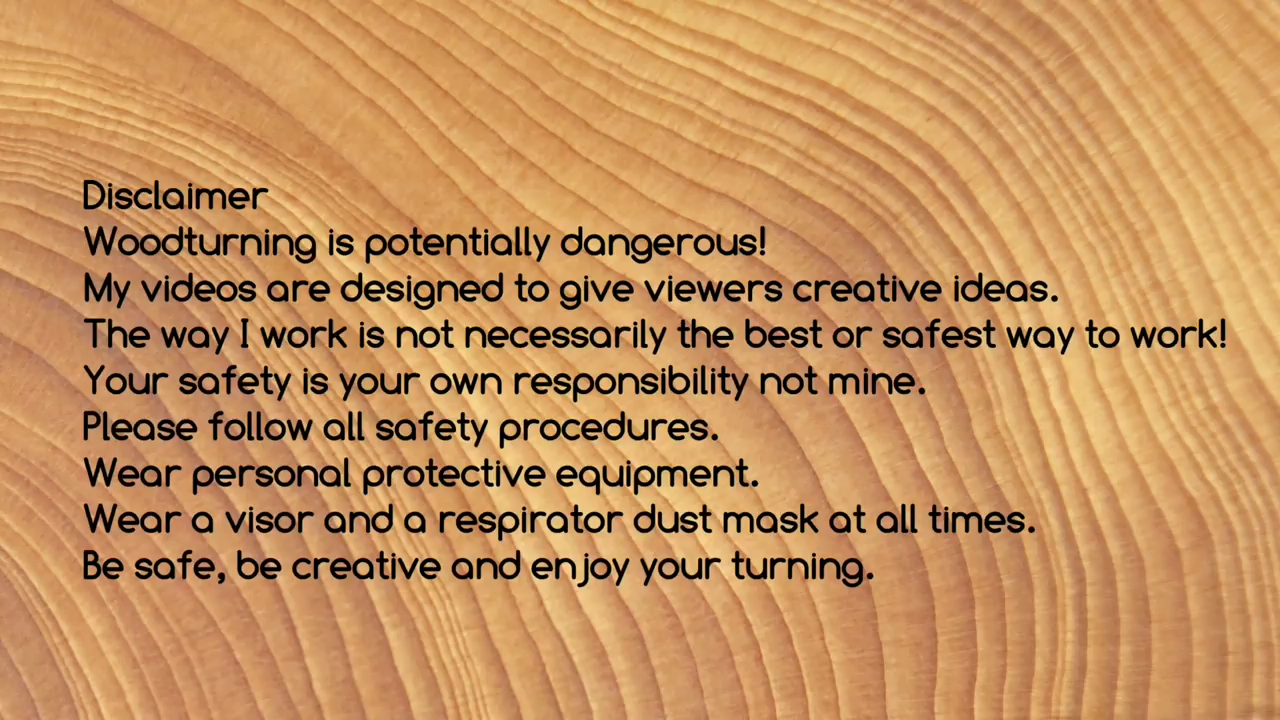 Disclaimer
Woodturning is potentially dangerous!
My videos are designed to give viewers creative ideas.
The way I work is not necessarily the best or safest way to work!
Your safety is your own responsibility not mine.
Please follow all safety procedures.
Wear personal protective equipment.
Wear a visor and a respirator dust mask at all times.
Be safe, be creative and enjoy your turning.